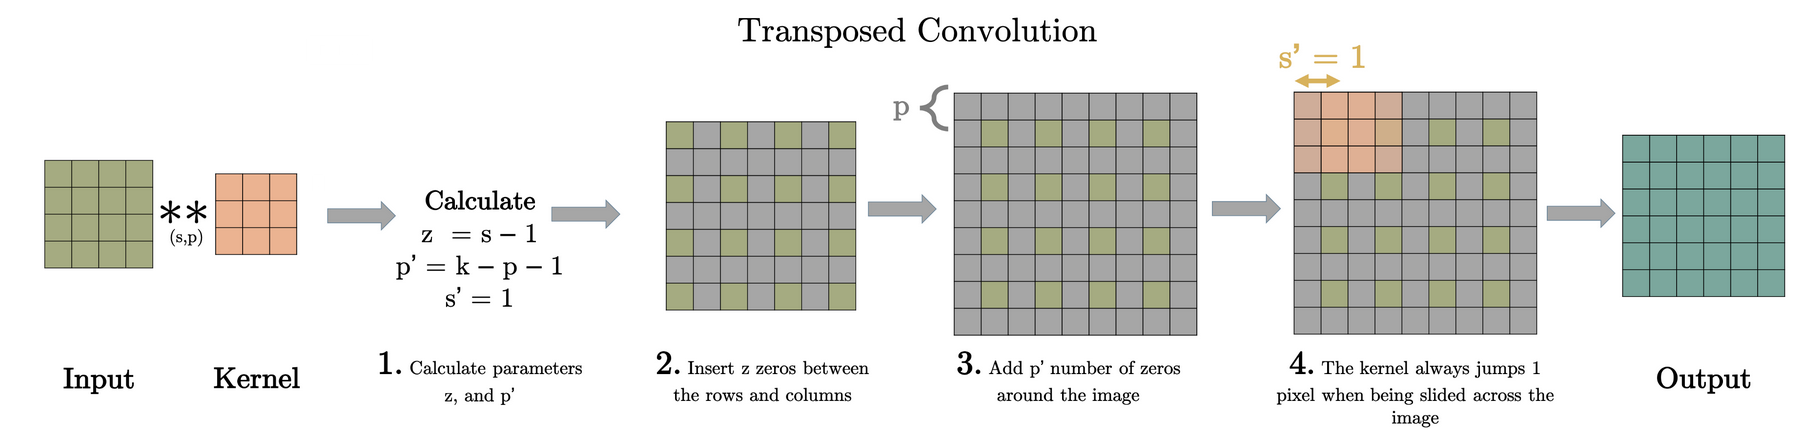 Transposed Convolution
**
(s,p)
Calculate
z = s – 1
p' = k – p – 1
s' = 1
p
s' = 1
Input
Kernel
1. Calculate parameters
z, and p'
2. Insert z zeros between
the rows and columns
3. Add p' number of zeros
around the image
4. The kernel always jumps 1
pixel when being slided across the
image
Output